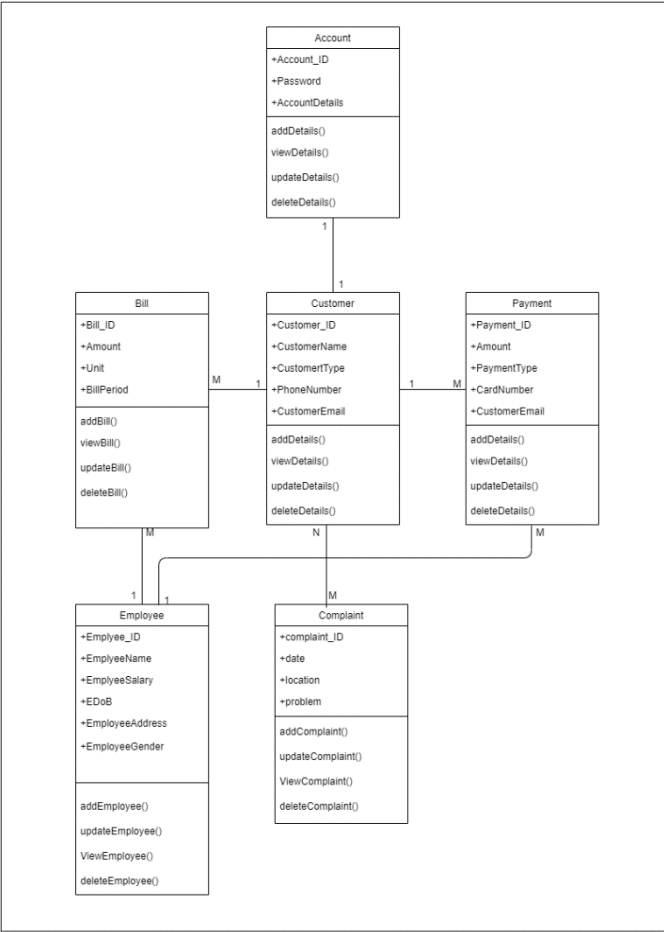 Account
+Account_ID
+Password
+AccountDetails
addDetails()
viewDetails()
updateDetails()
deleteDetails()
1
1
Bill
+Bill_ID
+Amount
+Unit
+BillPeriod
addBill()
viewBill()
updateBill()
deleteBill()
M
1
Customer
+Customer_ID
+CustomerName
+CustomertType
+PhoneNumber
+CustomerEmail
addDetails()
viewDetails()
updateDetails()
deleteDetails()
1
M
Payment
+Payment_ID
+Amount
+PaymentType
+CardNumber
+CustomerEmail
addDetails()
viewDetails()
updateDetails()
deleteDetails()
M
N
M
1
1
M
Employee
+Emplyee_ID
+EmplyeeName
+EmplyeeSalary
+EDoB
+EmployeeAddress
+EmployeeGender
addEmployee()
updateEmployee()
ViewEmployee()
deleteEmployee()
Complaint
+complaint_ID
+date
+location
+problem
addComplaint()
updateComplaint()
ViewComplaint()
deleteComplaint()